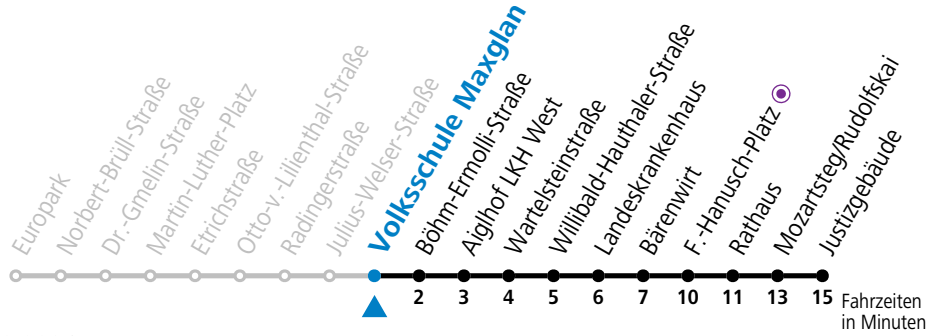 Europark
Norbert-Brüll-Straße
Dr.-Gmelin-Straße
Martin-Luther-Platz
Etrichstraße
Otto-v.-Lilienthal-Straße
Radingerstraße
Julius-Welser-Straße
Volksschule Maxglan
Böhm-Ermolli-Straße
Aiglhof LKH West
Wartelsteinstraße
Willibald-Hauthaler-Straße
Landeskrankenhaus
Bärenwirt
F.-Hanusch-Platz
Rathaus
Mozartsteg/Rudolfskai
Justizgebäude
2 3 4 5 6 7 10 11 13 15 Fahrzeiten
in Minuten